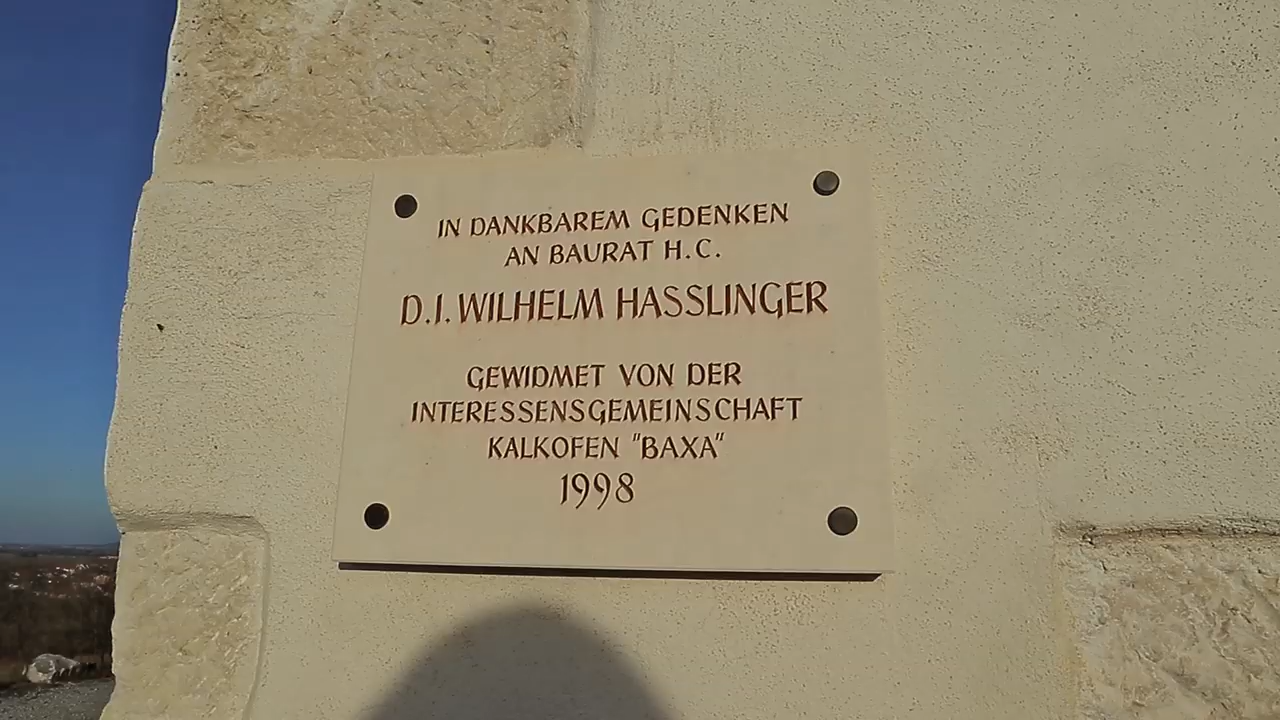 IN DANKBAREM GEDENKEN
AN BAURAT H.C.
D.I. WILHELM HASSLINGER
GEWIDMET VON DER
INTERESSENSGEMEINSCHAFT
KALKOFEN "BAXA"
1998